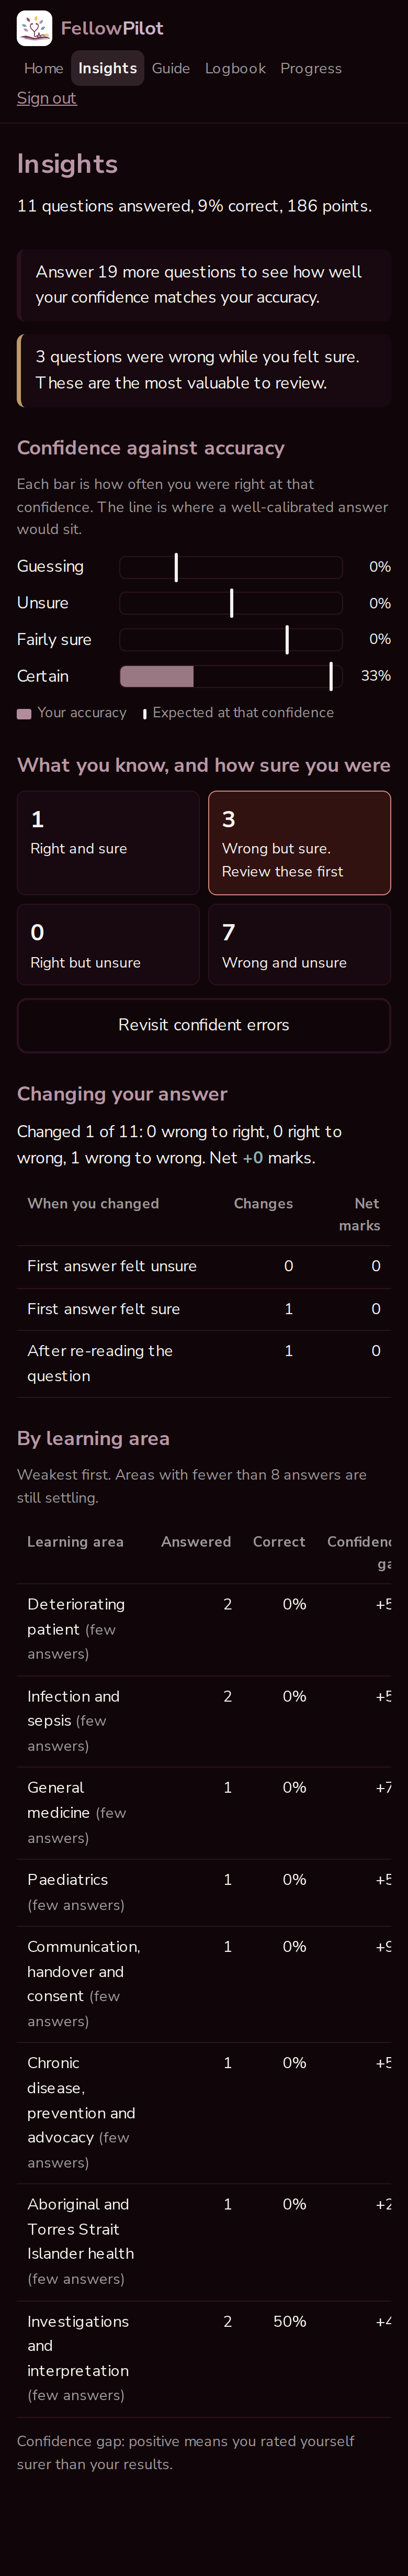 FellowPilot
Home Insights Guide Logbook Progress
Sign out
Insights
11 questions answered, 9% correct, 186 points.
Answer 19 more questions to see how well
your confidence matches your accuracy.
3 questions were wrong while you felt sure.
These are the most valuable to review.
Confidence against accuracy
Each bar is how often you were right at that
confidence. The line is where a well-calibrated answer
would sit.
Guessing 0%
Unsure 0%
Fairly sure 0%
Certain 33%
Your accuracy Expected at that confidence
What you know, and how sure you were
1
Right and sure
3
Wrong but sure.
Review these first
0
Right but unsure
7
Wrong and unsure
Revisit confident errors
Changing your answer
Changed 1 of 11: 0 wrong to right, 0 right to
wrong, 1 wrong to wrong. Net +0 marks.
When you changed Changes Net
marks
First answer felt unsure 0 0
First answer felt sure 1 0
After re-reading the 1 0
question
By learning area
Weakest first. Areas with fewer than 8 answers are
still settling.
Learning area Answered Correct
Deteriorating 2 0% +5
patient (few
answers)
Infection and 2 0% +5
sepsis (few
answers)
General 1 0% +7
medicine (few
answers)
Paediatrics 1 0% +5
(few answers)
Communication, 1 0% +9
handover and
consent (few
answers)
Chronic 1 0% +5
disease,
prevention and
advocacy (few
answers)
Aboriginal and 1 0% +2
Torres Strait
Islander health
(few answers)
Investigations 2 50% +4
and
interpretation
(few answers)
Confidence gap: positive means you rated yourself
surer than your results.